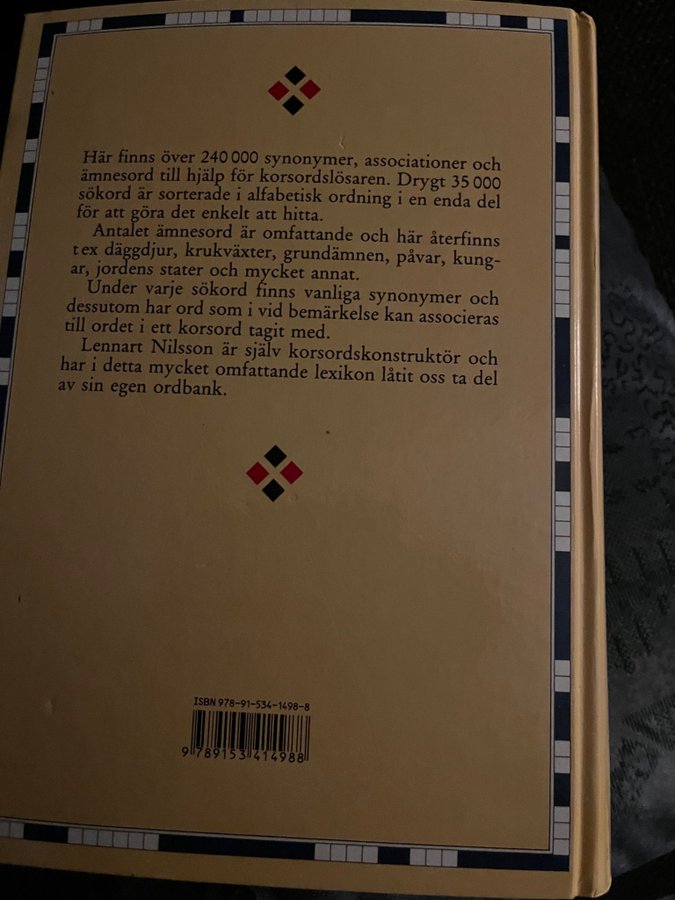 Här finns över 240 000 synonymer, associationer och
ämnesord till hjälp för korsordslösaren. Drygt 35 000
sökord är sorterade i alfabetisk ordning i en enda del
för att göra det enkelt att hitta.
Antalet ämnesord är omfattande och här återfinns
t ex däggdjur, krukväxter, grundämnen, påvar, kung-
ar, jordens stater och mycket annat.
Under varje sökord finns vanliga synonymer och
dessutom har ord som i vid bemärkelse kan associeras
till ordet i ett korsord tagit med.
Lennart Nilsson är själv korsordskonstruktör och
har i detta mycket omfattande lexikon låtit oss ta del
av sin egen ordbank.
ISBN 978-91-534-1498-8
9 789153 414988